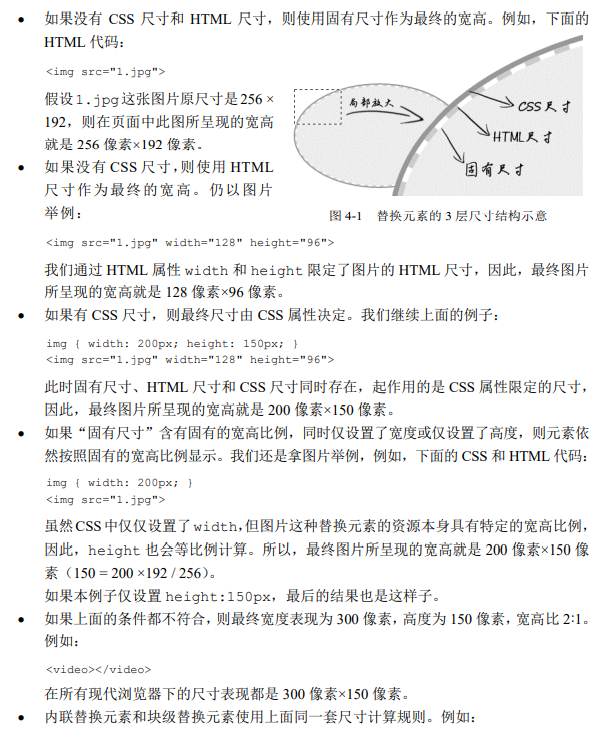 ● 如果没有 CSS 尺寸和 HTML 尺寸，则使用固有尺寸作为最终的宽高。例如，下面的
HTML 代码：
<img src="1.jpg">
假设 1.jpg 这张图片原尺寸是 256 ×
192，则在页面中此图所呈现的宽高
就是 256 像素×192 像素。
● 如果没有 CSS 尺寸，则使用 HTML
尺寸作为最终的宽高。仍以图片
举例：
局部放大
CSS尺寸
HTML尺寸
固有尺寸
图 4-1 替换元素的 3 层尺寸结构示意
<img src="1.jpg" width="128" height="96">
我们通过 HTML 属性 width 和 height 限定了图片的 HTML 尺寸，因此，最终图片
所呈现的宽高就是 128 像素×96 像素。
● 如果有 CSS 尺寸，则最终尺寸由 CSS 属性决定。我们继续上面的例子：
img { width: 200px; height: 150px; }
<img src="1.jpg" width="128" height="96">
此时固有尺寸、HTML 尺寸和 CSS 尺寸同时存在，起作用的是 CSS 属性限定的尺寸，
因此，最终图片所呈现的宽高就是 200 像素×150 像素。
● 如果“固有尺寸”含有固有的宽高比例，同时仅设置了宽度或仅设置了高度，则元素依
然按照固有的宽高比例显示。我们还是拿图片举例，例如，下面的 CSS 和 HTML 代码：
img { width: 200px; }
<img src="1.jpg">
虽然 CSS 中仅仅设置了 width，但图片这种替换元素的资源本身具有特定的宽高比例，
因此，height 也会等比例计算。所以，最终图片所呈现的宽高就是 200 像素×150 像
素（150 = 200 ×192 / 256）。
如果本例子仅设置 height:150px，最后的结果也是这样子。
● 如果上面的条件都不符合，则最终宽度表现为 300 像素，高度为 150 像素，宽高比 2∶1。
例如：
<video></video>
在所有现代浏览器下的尺寸表现都是 300 像素×150 像素。
● 内联替换元素和块级替换元素使用上面同一套尺寸计算规则。例如：